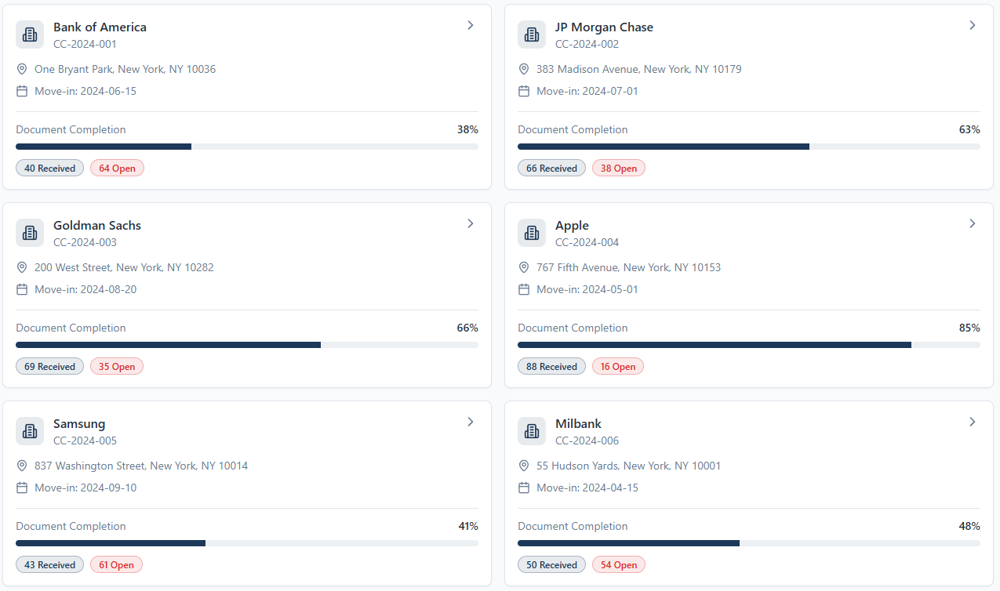 Bank of America
CC-2024-001
One Bryant Park, New York, NY 10036
Move-in: 2024-06-15
Document Completion 38%
40 Received 64 Open
JP Morgan Chase
CC-2024-002
383 Madison Avenue, New York, NY 10179
Move-in: 2024-07-01
Document Completion 63%
66 Received 38 Open
Goldman Sachs
CC-2024-003
200 West Street, New York, NY 10282
Move-in: 2024-08-20
Document Completion 66%
69 Received 35 Open
Apple
CC-2024-004
767 Fifth Avenue, New York, NY 10153
Move-in: 2024-05-01
Document Completion 85%
88 Received 16 Open
Samsung
CC-2024-005
837 Washington Street, New York, NY 10014
Move-in: 2024-09-10
Document Completion 41%
43 Received 61 Open
Milbank
CC-2024-006
55 Hudson Yards, New York, NY 10001
Move-in: 2024-04-15
Document Completion 48%
50 Received 54 Open